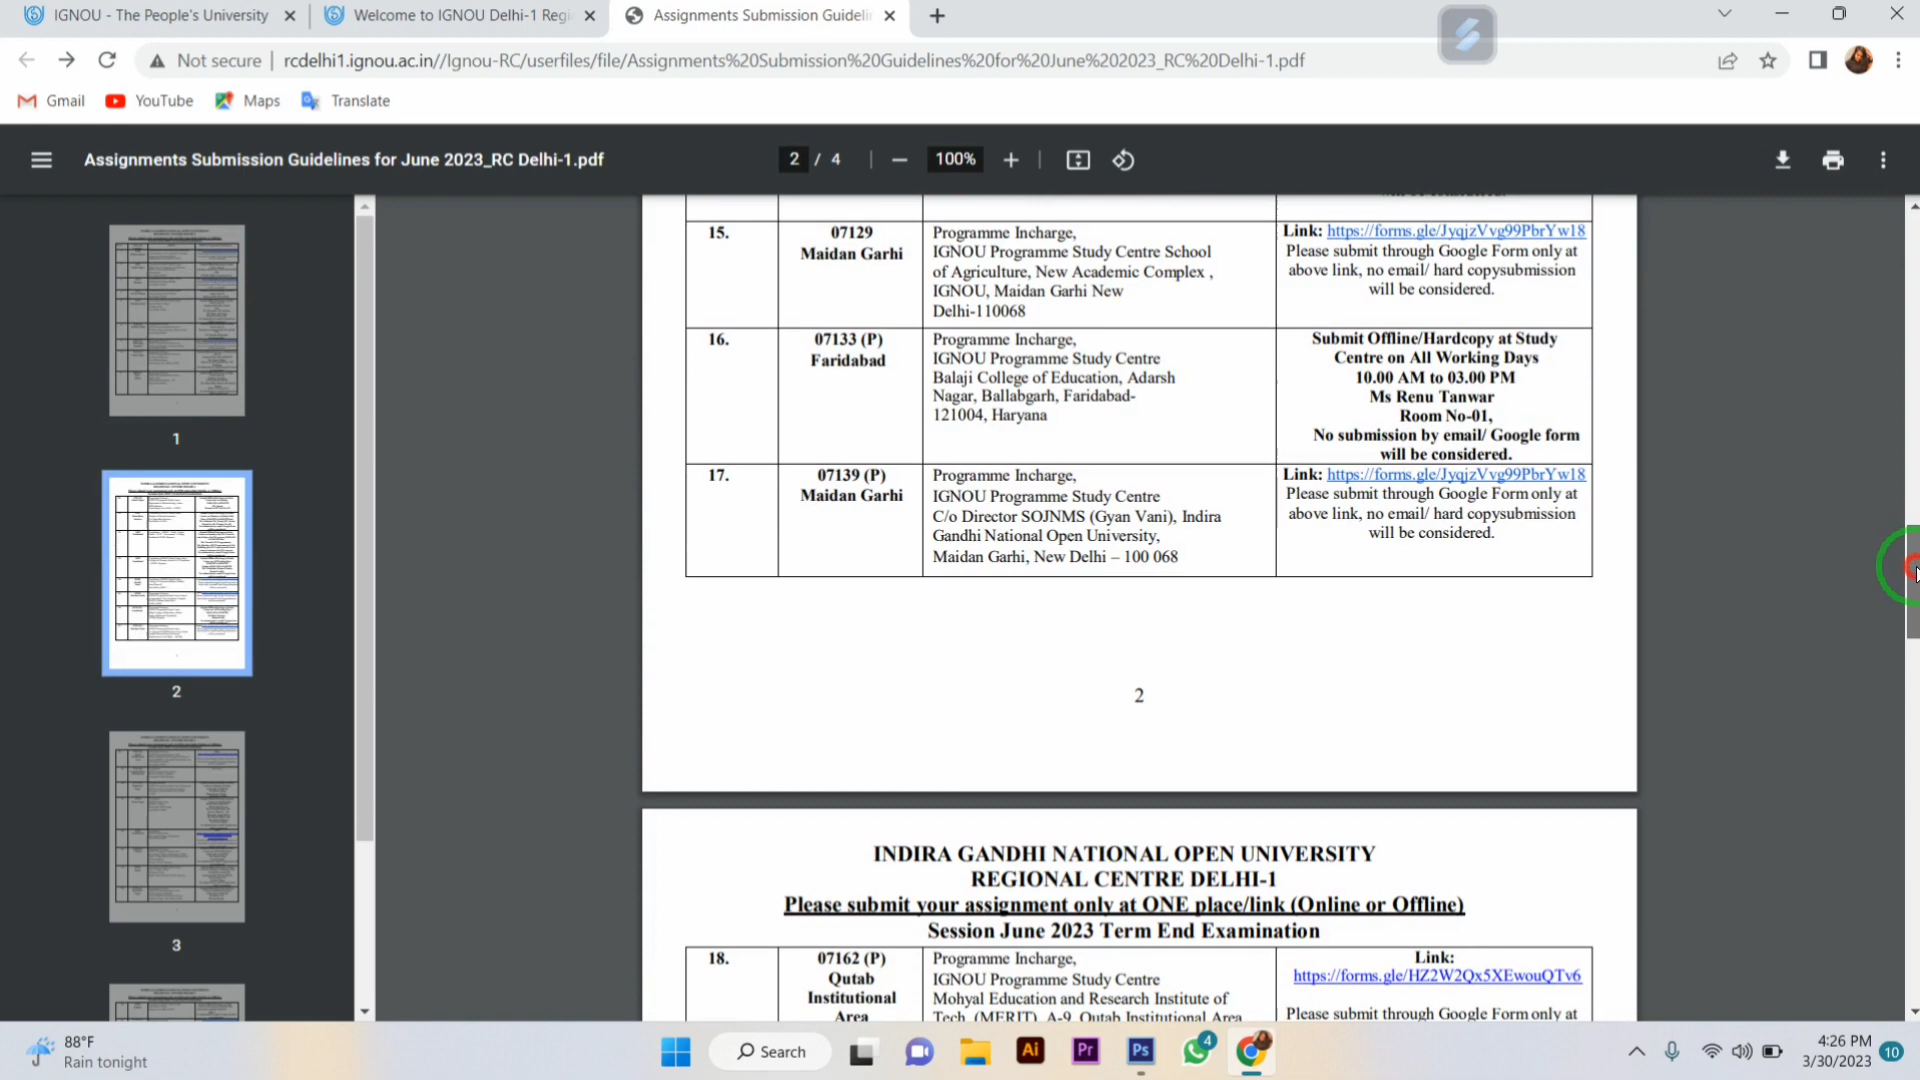 IGNOU - The People's University
Welcome to IGNOU Delhi-1 Regi
Assignments Submission Guidelin
Not secure
rcdelhi1.ignou.ac.in//Ignou-RC/userfiles/file/Assignments%20Submission%20Guidelines%20for%20June%202023_RC%20Delhi-1.pdf
Gmail
YouTube
Maps
Translate
Assignments Submission Guidelines for June 2023_RC Delhi-1.pdf
2 / 4
100%
1
2
3
15.
07129
Maidan Garhi
Programme Incharge,
IGNOU Programme Study Centre School
of Agriculture, New Academic Complex ,
IGNOU, Maidan Garhi New
Delhi-110068
Link: https://forms.gle/JyqjzVvg99PbrYw18
Please submit through Google Form only at
above link, no email/ hard copysubmission
will be considered.
16.
07133 (P)
Faridabad
Programme Incharge,
IGNOU Programme Study Centre
Balaji College of Education, Adarsh
Nagar, Ballabgarh, Faridabad-
121004, Haryana
Submit Offline/Hardcopy at Study
Centre on All Working Days
10.00 AM to 03.00 PM
Ms Renu Tanwar
Room No-01,
No submission by email/ Google form
will be considered.
17.
07139 (P)
Maidan Garhi
Programme Incharge,
IGNOU Programme Study Centre
C/o Director SOJNMS (Gyan Vani), Indira
Gandhi National Open University,
Maidan Garhi, New Delhi – 100 068
Link: https://forms.gle/JyqjzVvg99PbrYw18
Please submit through Google Form only at
above link, no email/ hard copysubmission
will be considered.
2
INDIRA GANDHI NATIONAL OPEN UNIVERSITY
REGIONAL CENTRE DELHI-1
Please submit your assignment only at ONE place/link (Online or Offline)
Session June 2023 Term End Examination
18.
07162 (P)
Qutab
Institutional
Area
Programme Incharge,
IGNOU Programme Study Centre
Mohyal Education and Research Institute of
Tech. (MERIT), A-9, Qutab Institutional Area
Link:
https://forms.gle/HZ2W2Qx5XEwouQTv6
Please submit through Google Form only at
88°F
Rain tonight
Search
Ai
Pr
Ps
4
4:26 PM
3/30/2023
10